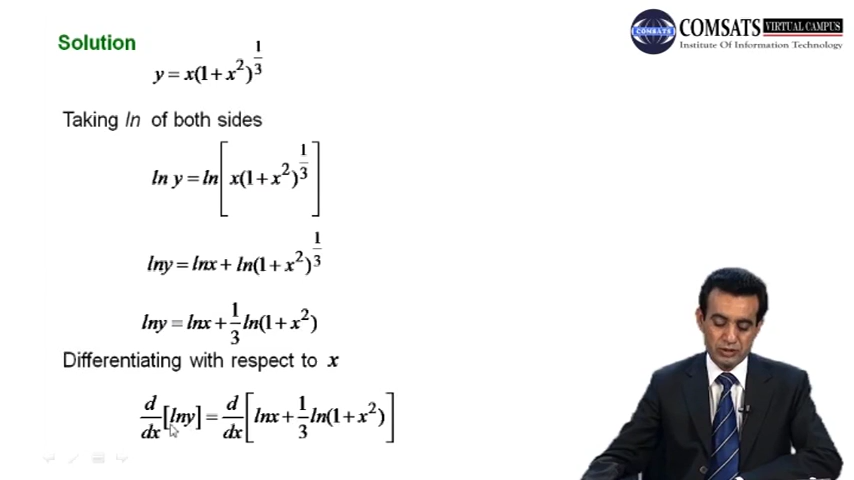 Solution
y = x(1 + x²)^{1/3}
COMSATS VIRTUAL CAMPUS
Institute Of Information Technology
COMSATS
Taking ln of both sides
ln y = ln[x(1 + x²)^{1/3}]
lny = lnx + ln(1 + x²)^{1/3}
lny = lnx + 1/3 ln(1 + x²)
Differentiating with respect to x
d/dx [lny] = d/dx [lnx + 1/3 ln(1 + x²)]